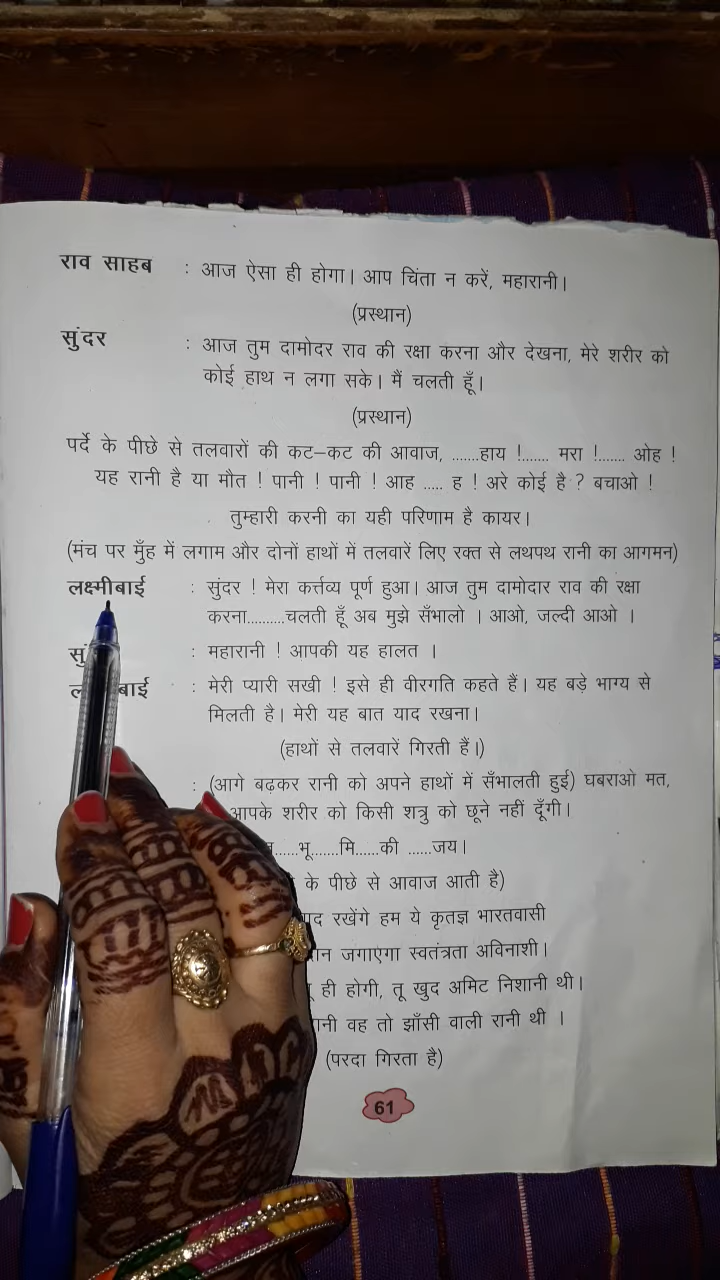 राव साहब : आज ऐसा ही होगा। आप चिंता न करें, महारानी।
(प्रस्थान)
सुंदर : आज तुम दामोदर राव की रक्षा करना और देखना, मेरे शरीर को
कोई हाथ न लगा सके। मैं चलती हूँ।
(प्रस्थान)
पर्दे के पीछे से तलवारों की कट–कट की आवाज, .......हाय !....... मरा !....... ओह !
यह रानी है या मौत ! पानी ! पानी ! आह ..... ह ! अरे कोई है ? बचाओ !
तुम्हारी करनी का यही परिणाम है कायर।
(मंच पर मुँह में लगाम और दोनों हाथों में तलवारें लिए रक्त से लथपथ रानी का आगमन)
लक्ष्मीबाई : सुंदर ! मेरा कर्त्तव्य पूर्ण हुआ। आज तुम दामोदार राव की रक्षा
करना..........चलती हूँ अब मुझे सँभालो । आओ, जल्दी आओ ।
: महारानी ! आपकी यह हालत ।
: मेरी प्यारी सखी ! इसे ही वीरगति कहते हैं। यह बड़े भाग्य से
मिलती है। मेरी यह बात याद रखना।
(हाथों से तलवारें गिरती हैं।)
: (आगे बढ़कर रानी को अपने हाथों में सँभालती हुई) घबराओ मत,
आपके शरीर को किसी शत्रु को छूने नहीं दूँगी।
......भू.......मि......की ......जय।
के पीछे से आवाज आती है)
रखेंगे हम ये कृतज्ञ भारतवासी
जगाएगा स्वतंत्रता अविनाशी।
ही होगी, तू खुद अमिट निशानी थी।
वह तो झाँसी वाली रानी थी ।
(परदा गिरता है)
61